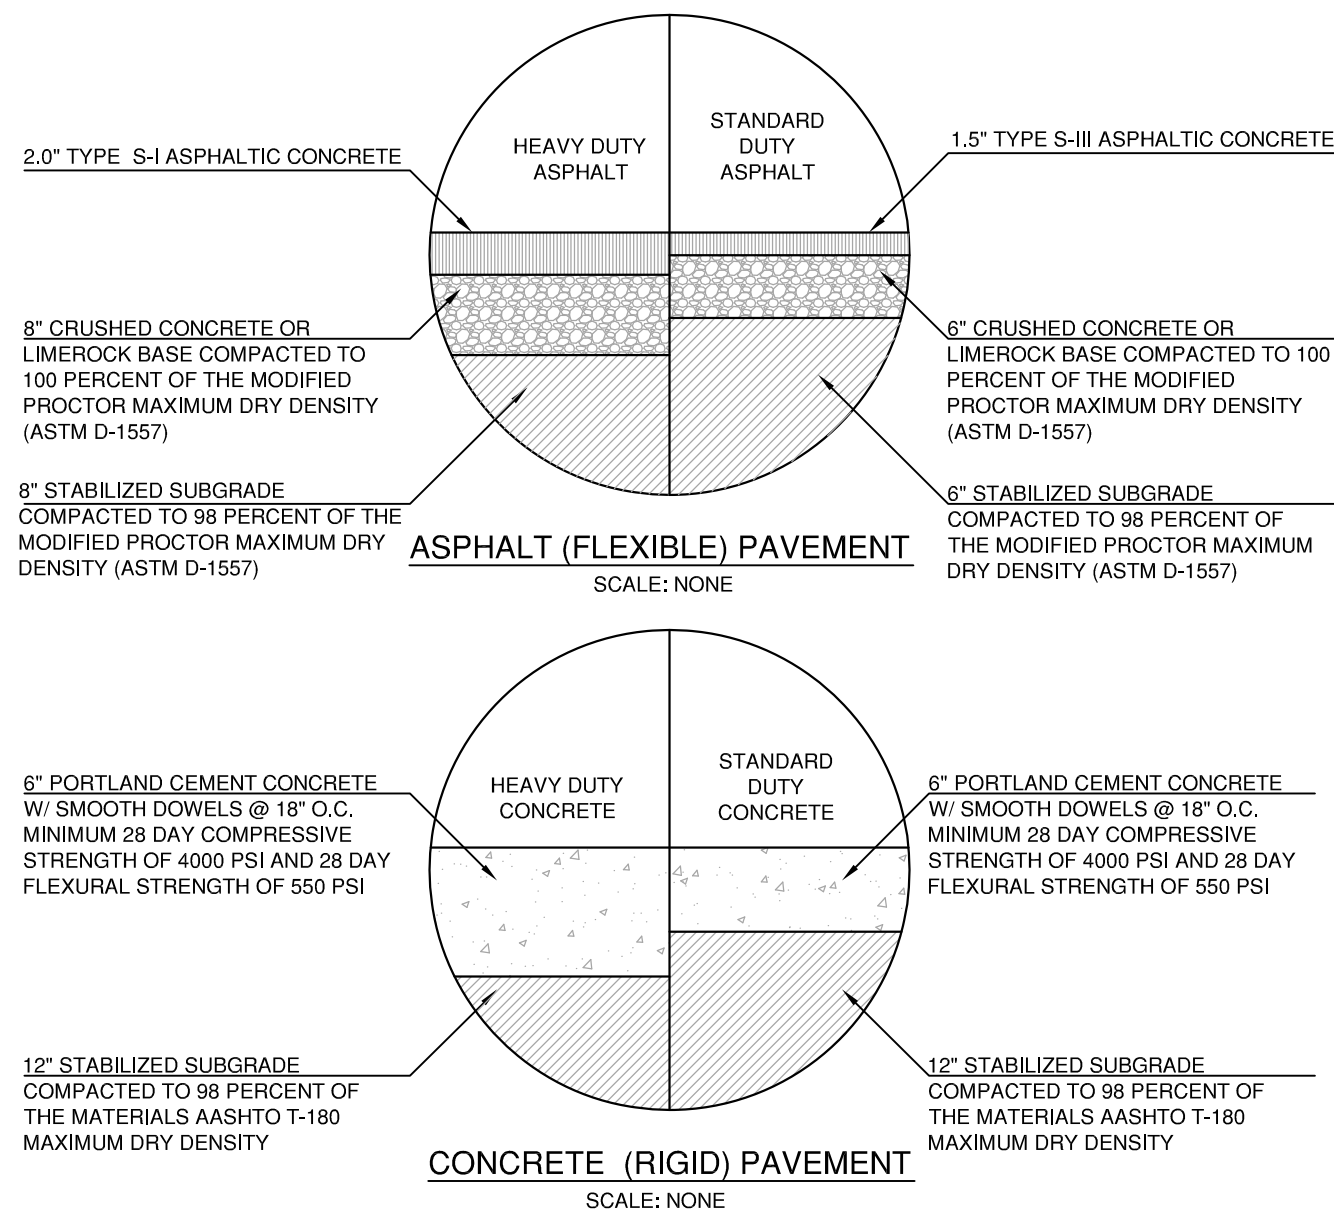 HEAVY DUTY
ASPHALT
STANDARD
DUTY
ASPHALT
2.0" TYPE S-I ASPHALTIC CONCRETE
1.5" TYPE S-III ASPHALTIC CONCRETE
8" CRUSHED CONCRETE OR
LIMEROCK BASE COMPACTED TO
100 PERCENT OF THE MODIFIED
PROCTOR MAXIMUM DRY DENSITY
(ASTM D-1557)
6" CRUSHED CONCRETE OR
LIMEROCK BASE COMPACTED TO 100
PERCENT OF THE MODIFIED
PROCTOR MAXIMUM DRY DENSITY
(ASTM D-1557)
8" STABILIZED SUBGRADE
COMPACTED TO 98 PERCENT OF THE
MODIFIED PROCTOR MAXIMUM DRY
DENSITY (ASTM D-1557)
6" STABILIZED SUBGRADE
COMPACTED TO 98 PERCENT OF
THE MODIFIED PROCTOR MAXIMUM
DRY DENSITY (ASTM D-1557)
ASPHALT (FLEXIBLE) PAVEMENT
SCALE: NONE
HEAVY DUTY
CONCRETE
STANDARD
DUTY
CONCRETE
6" PORTLAND CEMENT CONCRETE
W/ SMOOTH DOWELS @ 18" O.C.
MINIMUM 28 DAY COMPRESSIVE
STRENGTH OF 4000 PSI AND 28 DAY
FLEXURAL STRENGTH OF 550 PSI
6" PORTLAND CEMENT CONCRETE
W/ SMOOTH DOWELS @ 18" O.C.
MINIMUM 28 DAY COMPRESSIVE
STRENGTH OF 4000 PSI AND 28 DAY
FLEXURAL STRENGTH OF 550 PSI
12" STABILIZED SUBGRADE
COMPACTED TO 98 PERCENT OF
THE MATERIALS AASHTO T-180
MAXIMUM DRY DENSITY
12" STABILIZED SUBGRADE
COMPACTED TO 98 PERCENT OF
THE MATERIALS AASHTO T-180
MAXIMUM DRY DENSITY
CONCRETE (RIGID) PAVEMENT
SCALE: NONE